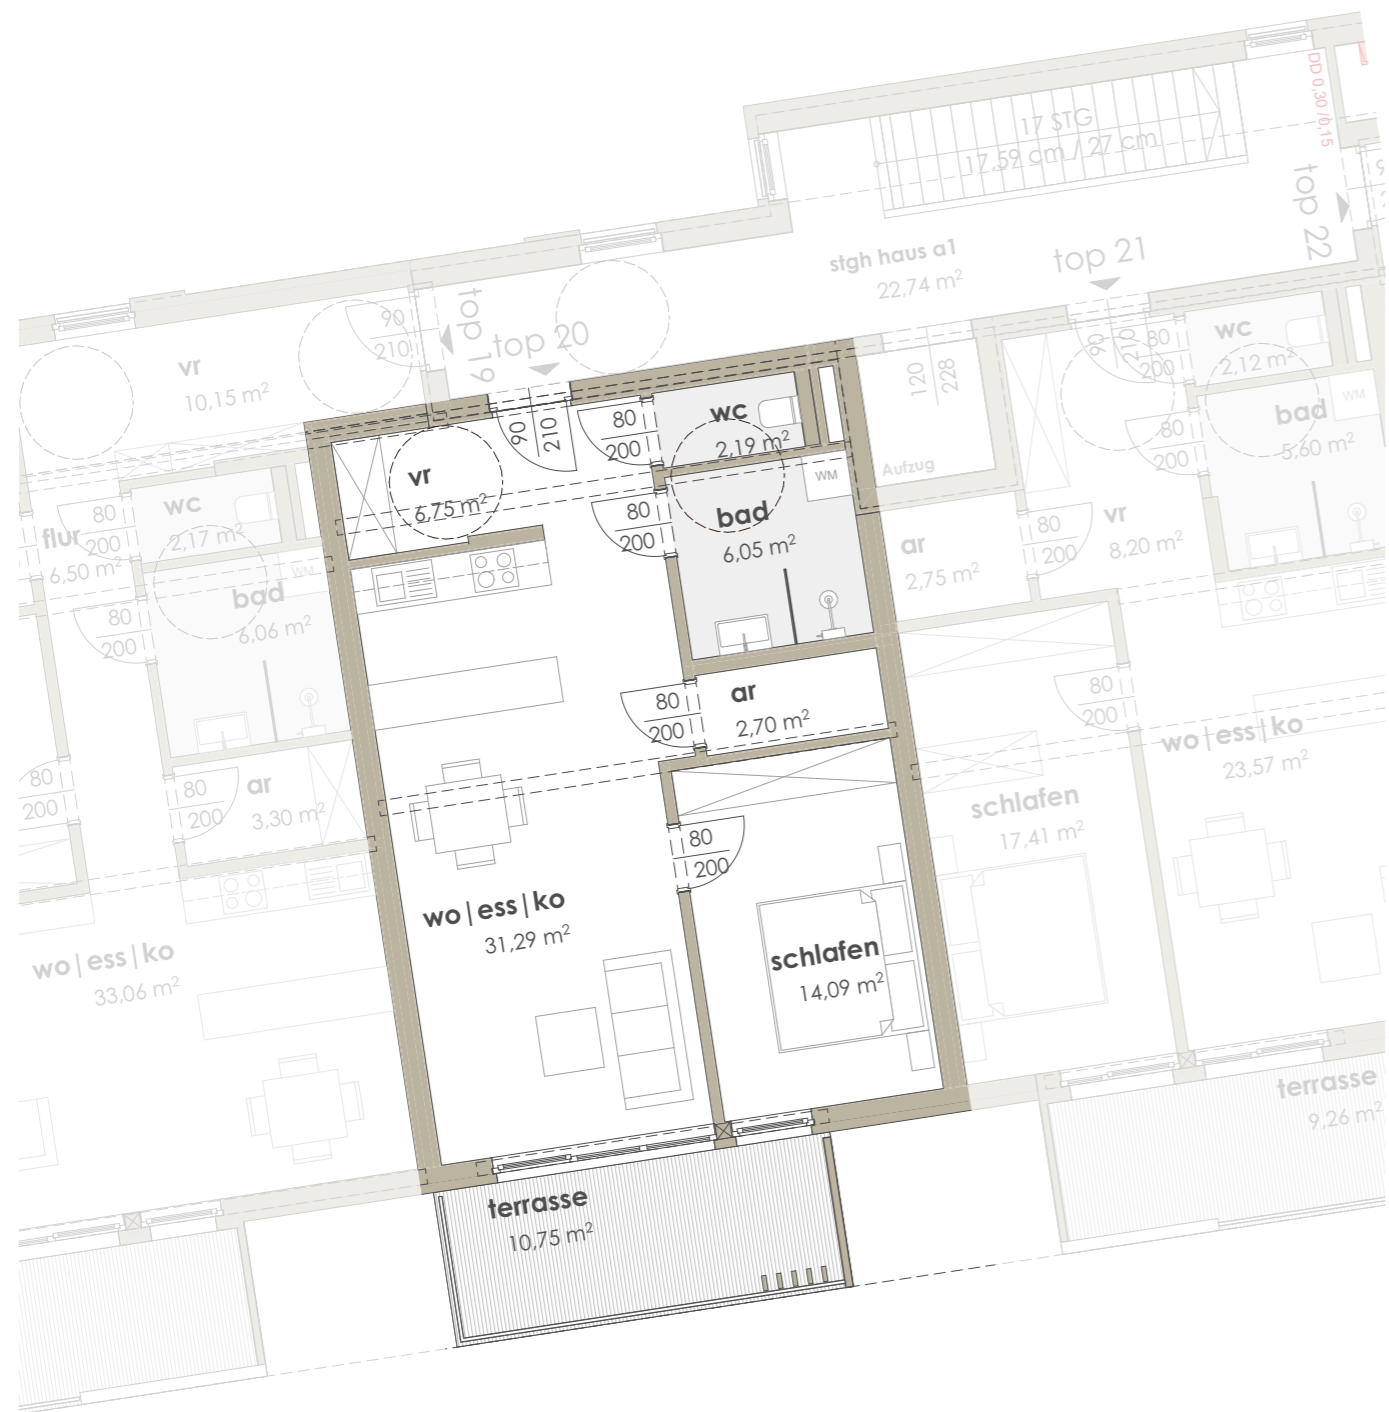 DD 0,30 /0,15
17 STG
17,59 cm / 27 cm
top 22
stgh haus a1
22,74 m²
top 21
top 19
top 20
90
210
vr
10,15 m²
120
228
Aufzug
90
210
80
200
wc
2,12 m²
bad
5,60 m²
WM
80
200
vr
8,20 m²
80
200
ar
2,75 m²
90
210
80
200
wc
2,19 m²
vr
6,75 m²
80
200
bad
6,05 m²
WM
80
200
ar
2,70 m²
80
200
wo|ess|ko
31,29 m²
schlafen
14,09 m²
terrasse
10,75 m²
flur
6,50 m²
80
200
wc
2,17 m²
WM
bad
6,06 m²
80
200
80
200
80
200
ar
3,30 m²
wo|ess|ko
33,06 m²
80
200
schlafen
17,41 m²
wo|ess|ko
23,57 m²
terrasse
9,26 m²